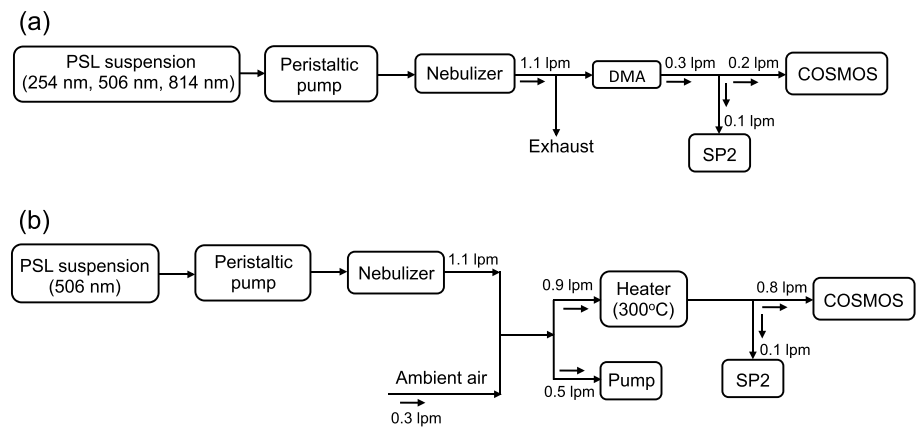 (a)
PSL suspension
(254 nm, 506 nm, 814 nm)
Peristaltic
pump
Nebulizer
1.1 lpm
Exhaust
DMA
0.3 lpm
0.2 lpm
COSMOS
0.1 lpm
SP2
(b)
PSL suspension
(506 nm)
Peristaltic
pump
Nebulizer
1.1 lpm
Ambient air
0.3 lpm
0.9 lpm
Heater
(300°C)
0.5 lpm
Pump
0.8 lpm
COSMOS
0.1 lpm
SP2